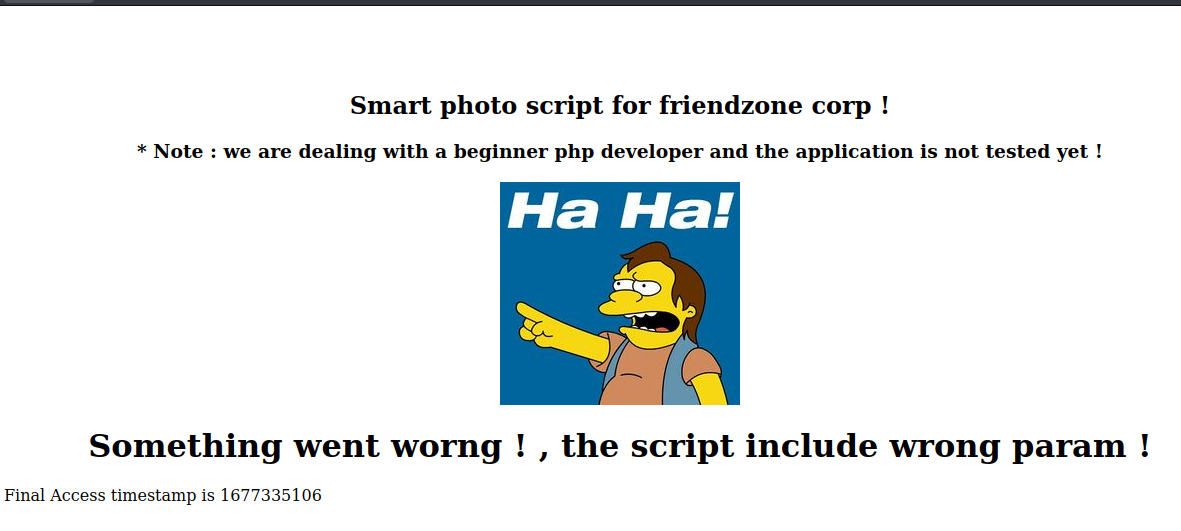 Smart photo script for friendzone corp !
* Note : we are dealing with a beginner php developer and the application is not tested yet !
Ha Ha!
Something went worng ! , the script include wrong param !
Final Access timestamp is 1677335106